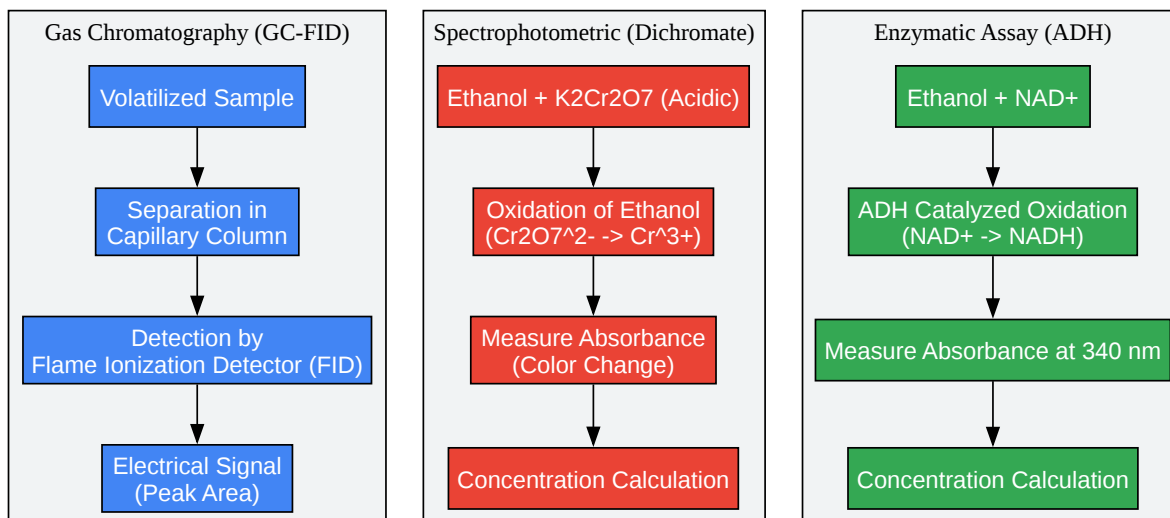 Gas Chromatography (GC-FID)
Volatilized Sample
Separation in
Capillary Column
Detection by
Flame Ionization Detector (FID)
Electrical Signal
(Peak Area)
Spectrophotometric (Dichromate)
Ethanol + K2Cr2O7 (Acidic)
Oxidation of Ethanol
(Cr2O7^2- -> Cr^3+)
Measure Absorbance
(Color Change)
Concentration Calculation
Enzymatic Assay (ADH)
Ethanol + NAD+
ADH Catalyzed Oxidation
(NAD+ -> NADH)
Measure Absorbance at 340 nm
Concentration Calculation